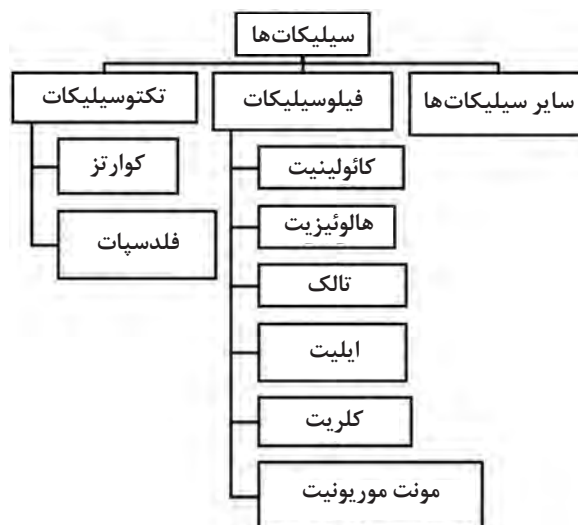 سیلیکات‌ها
سایر سیلیکات‌ها
فیلوسیلیکات
تکتوسیلیکات
کائولینیت
هالوئیزیت
تالک
ایلیت
کلریت
مونت موریونیت
کوارتز
فلدسپات